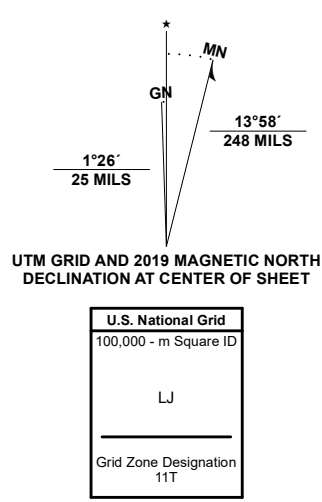 ★
MN
GN
13°58´
248 MILS
1°26´
25 MILS
UTM GRID AND 2019 MAGNETIC NORTH
DECLINATION AT CENTER OF SHEET
U.S. National Grid
100,000 - m Square ID
LJ
Grid Zone Designation
11T